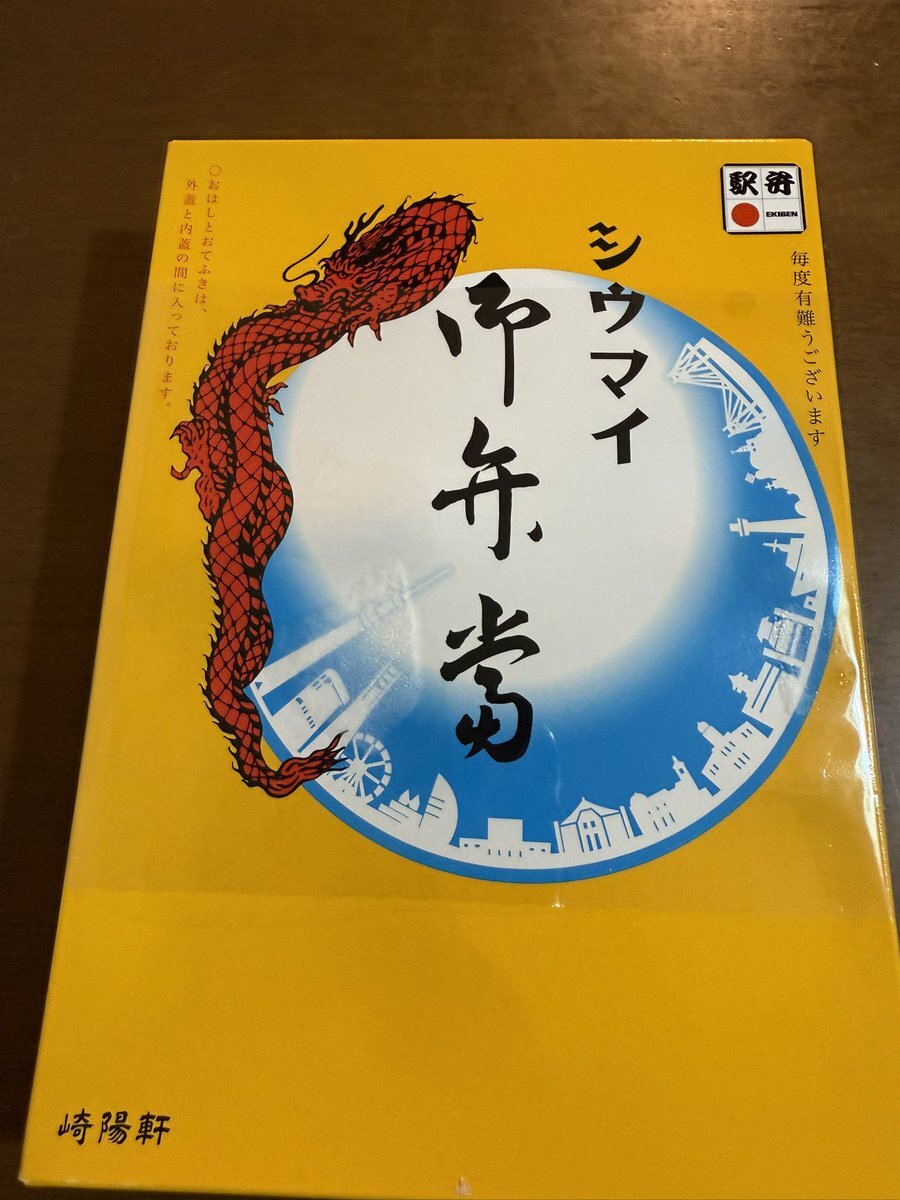 駅弁
EKIBEN
毎度有難うございます
シウマイ
御弁當
○おはしとおてふきは、
外蓋と内蓋の間に入っております。
崎陽軒